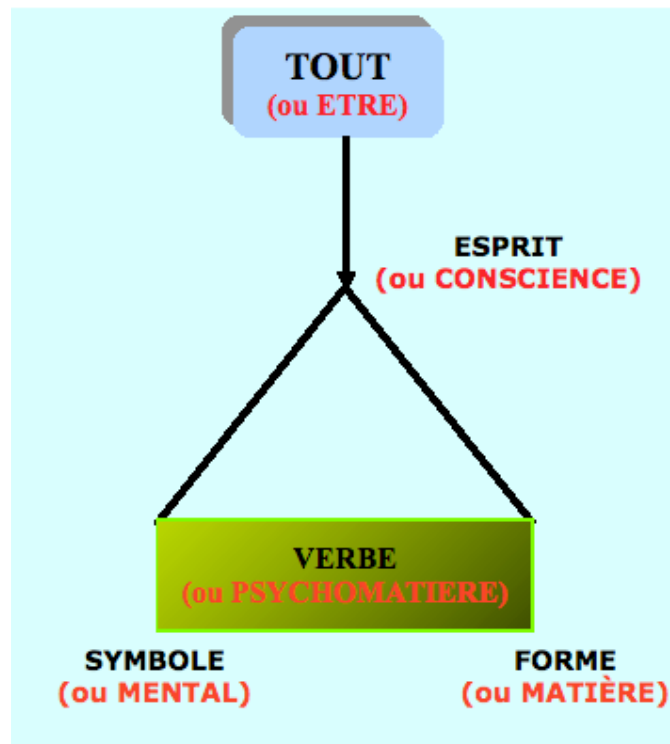 TOUT
(ou ETRE)
ESPRIT
(ou CONSCIENCE)
VERBE
(ou PSYCHOMATIERE)
SYMBOLE
(ou MENTAL)
FORME
(ou MATIÈRE)